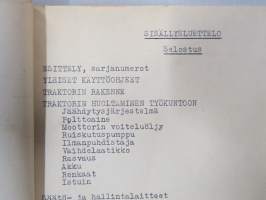 SISÄLLYSLUETTELO
Selostus
ESITTELY, sarjanumerot
YLEISET KÄYTTÖOHJEET
TRAKTORIN RAKENNE
TRAKTORIN HUOLTAMINEN TYÖKUNTOON
Jäähdytysjärjestelmä
Polttoaine
Moottorin voiteluöljy
Ruiskutuspumppu
Ilmanpuhdistaja
Vaihdelaatikko
Rasvaus
Akku
Renkaat
Istuin
ja hallintalaitteet